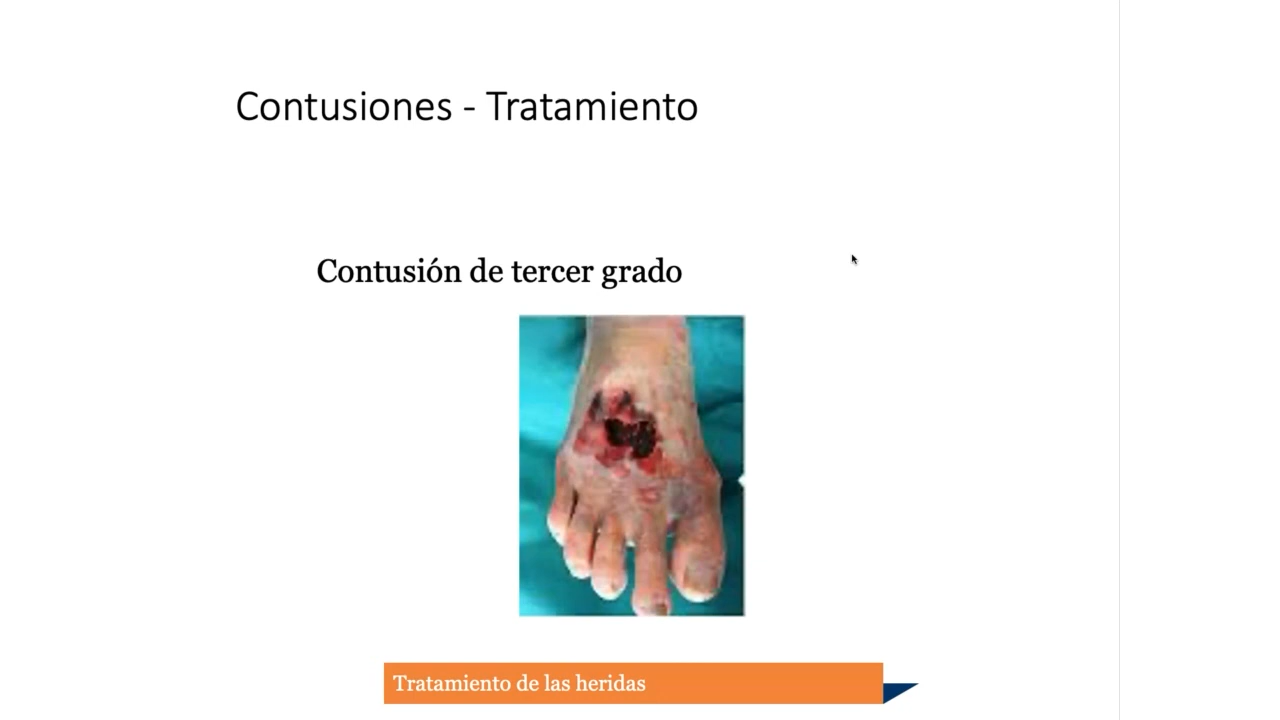 Contusiones - Tratamiento
Contusión de tercer grado
Tratamiento de las heridas